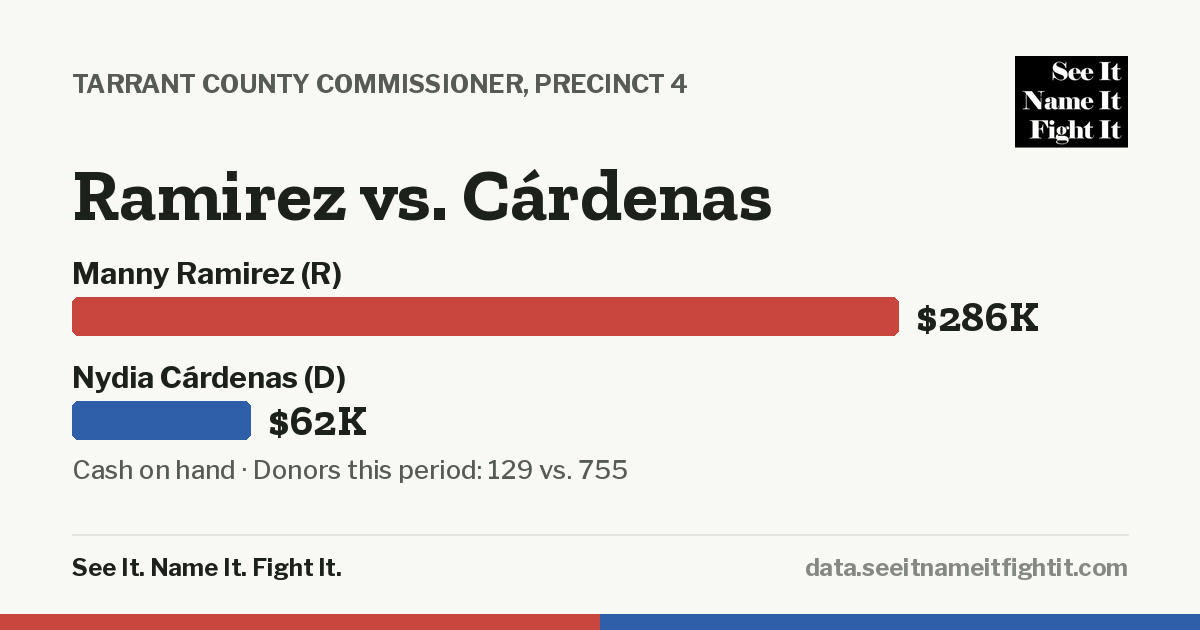 TARRANT COUNTY COMMISSIONER, PRECINCT 4
See It
Name It
Fight It
Ramirez vs. Cárdenas
Manny Ramirez (R)
$286K
Nydia Cárdenas (D)
$62K
Cash on hand · Donors this period: 129 vs. 755
See It. Name It. Fight It.
data.seeitnameitfightit.com